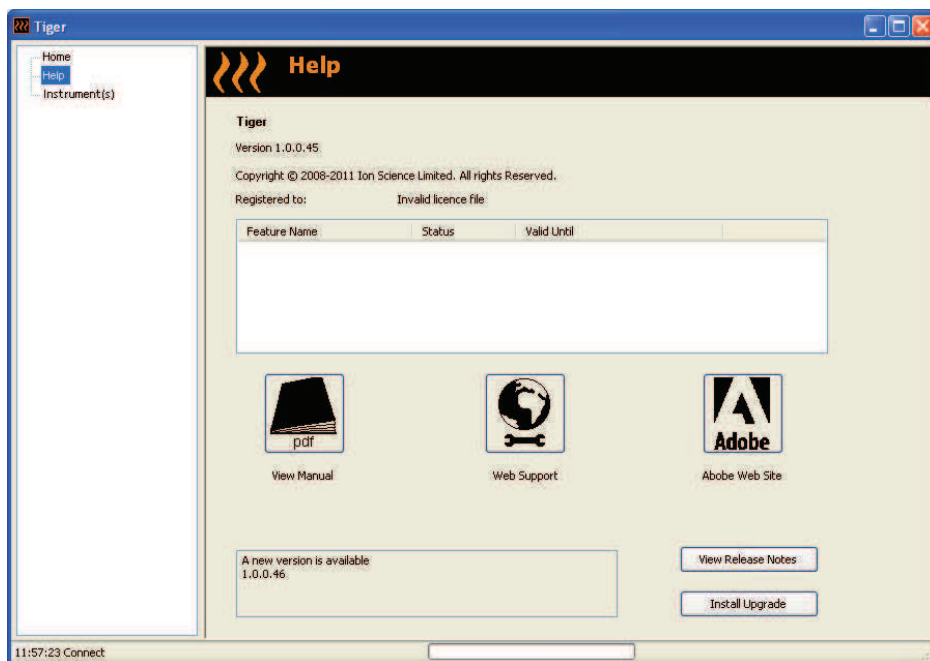 Tiger
Home
Help
Instrument(s)
Help
Tiger
Version 1.0.0.45
Copyright © 2008-2011 Ion Science Limited. All rights Reserved.
Registered to: Invalid licence file
Feature Name Status Valid Until
pdf
Adobe
View Manual Web Support Abobe Web Site
A new version is available
1.0.0.46
View Release Notes
Install Upgrade
11:57:23 Connect